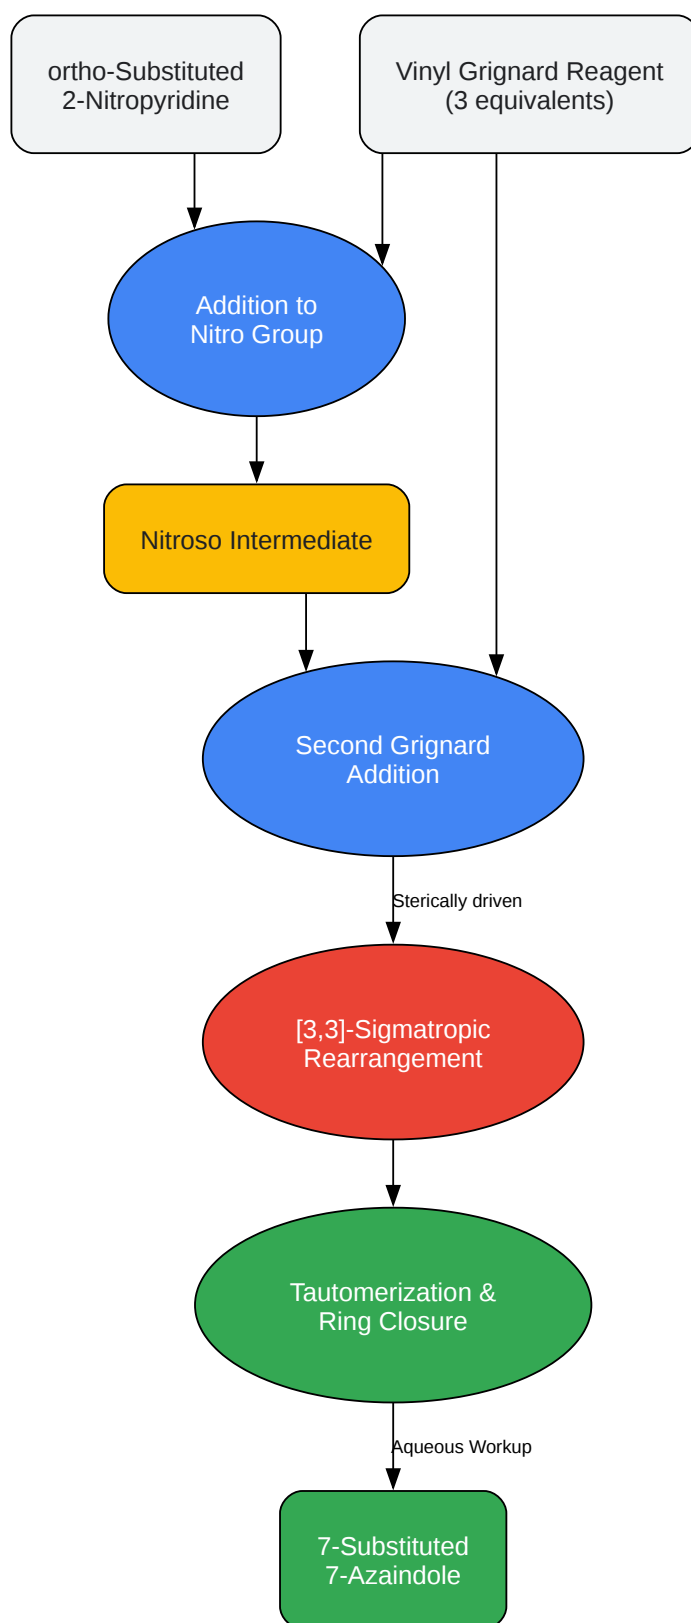 ortho-Substituted
2-Nitropyridine
Vinyl Grignard Reagent
(3 equivalents)
Addition to
Nitro Group
Nitroso Intermediate
Second Grignard
Addition
Sterically driven
[3,3]-Sigmatropic
Rearrangement
Tautomerization &
Ring Closure
Aqueous Workup
7-Substituted
7-Azaindole